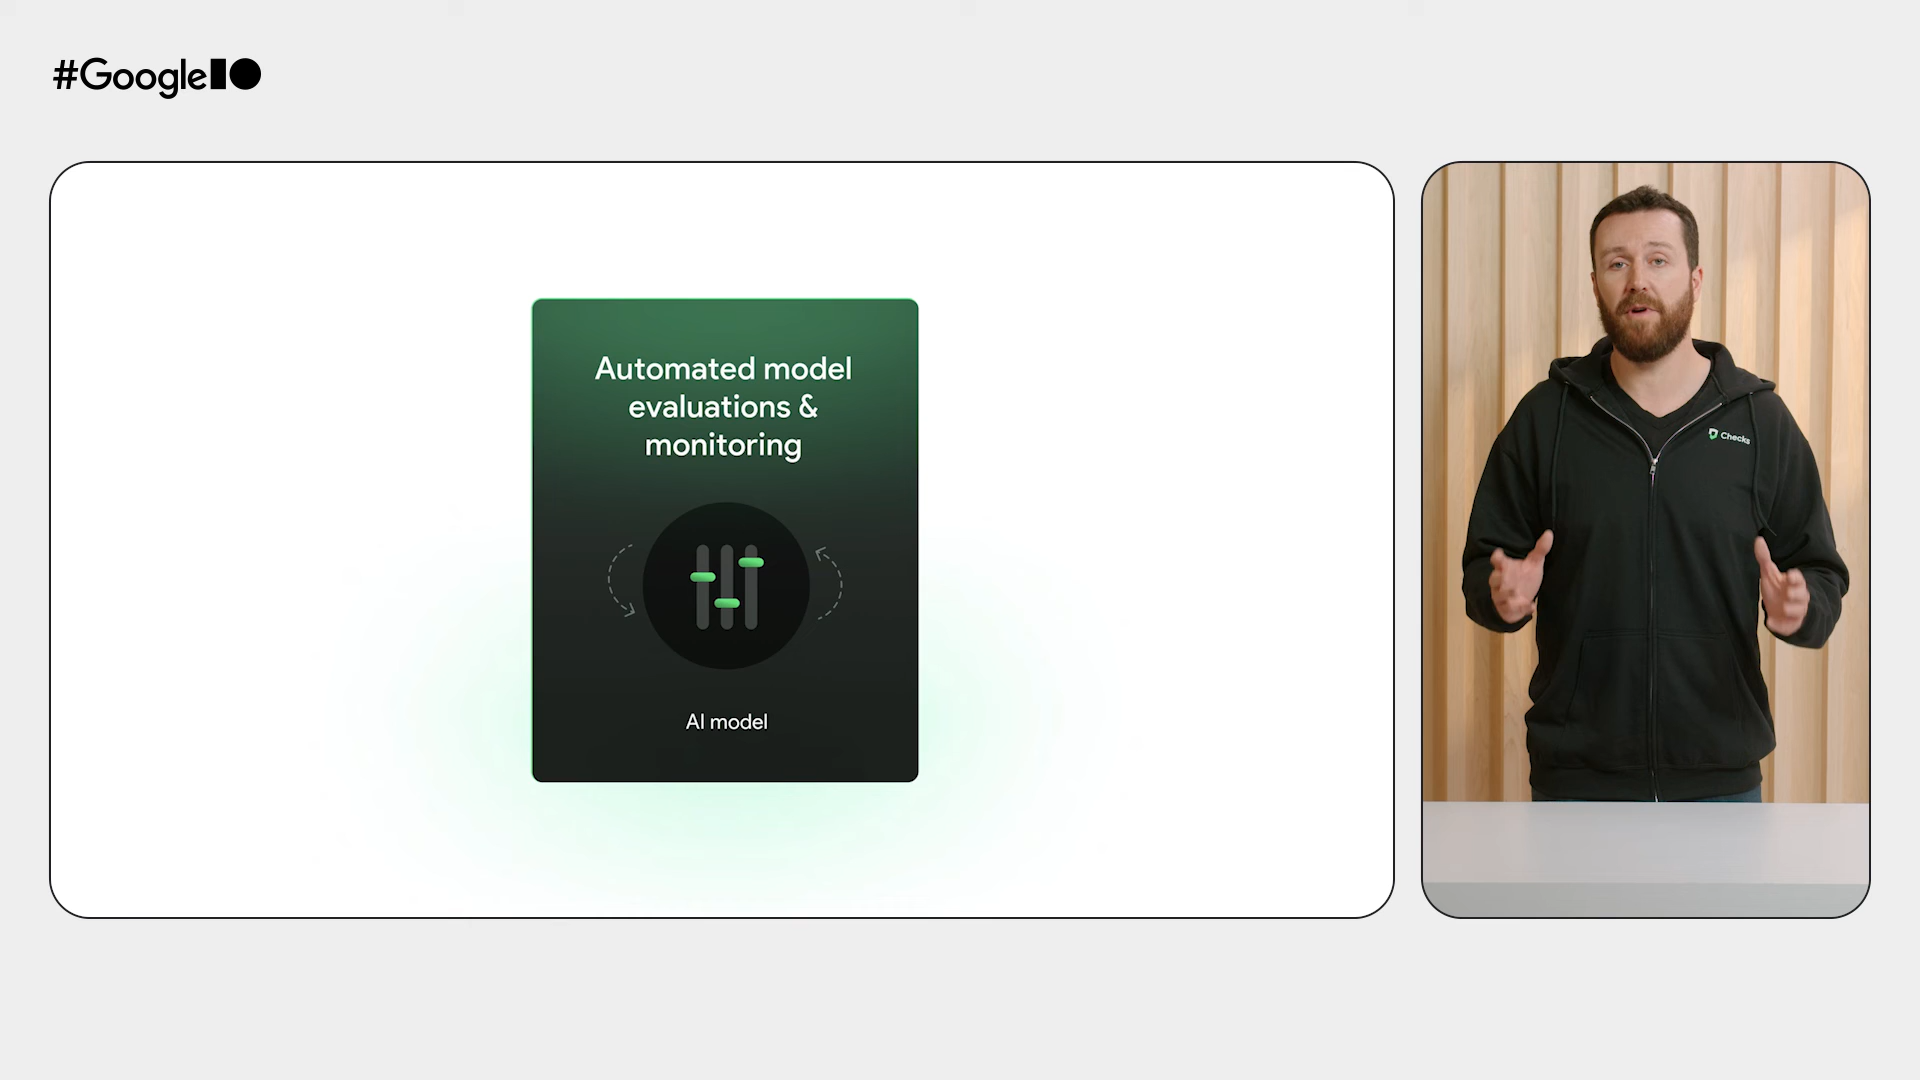 #GoogleIO
Automated model
evaluations &
monitoring
AI model
Checks